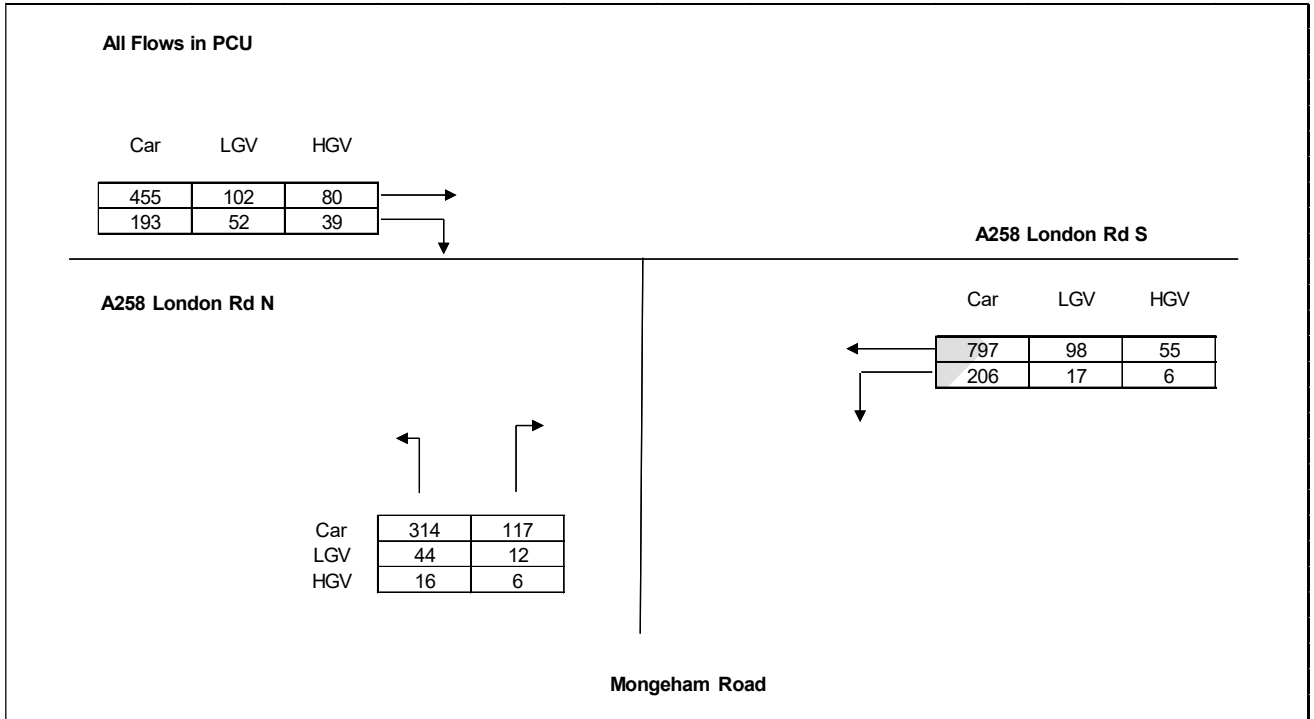 All Flows in PCU
Car LGV HGV
455 102 80
193 52 39
A258 London Rd S
A258 London Rd N
Car LGV HGV
797 98 55
206 17 6
Car 314 117
LGV 44 12
HGV 16 6
Mongeham Road